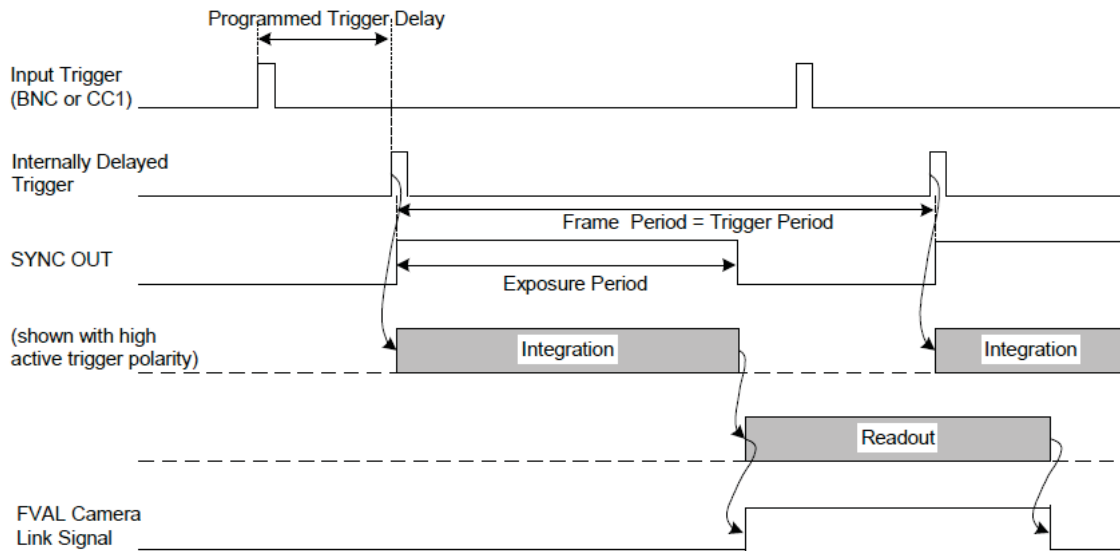 Programmed Trigger Delay
Input Trigger
(BNC or CC1)
Internally Delayed
Trigger
Frame Period = Trigger Period
SYNC OUT
Exposure Period
(shown with high
active trigger polarity)
Integration
Integration
Readout
FVAL Camera
Link Signal